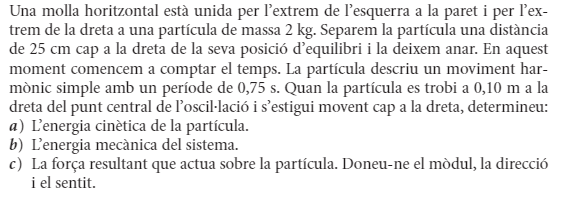 Una molla horitzontal està unida per l'extrem de l'esquerra a la paret i per l'ex-
trem de la dreta a una partícula de massa 2 kg. Separem la partícula una distància
de 25 cm cap a la dreta de la seva posició d'equilibri i la deixem anar. En aquest
moment comencem a comptar el temps. La partícula descriu un moviment har-
mònic simple amb un període de 0,75 s. Quan la partícula es trobi a 0,10 m a la
dreta del punt central de l'oscil·lació i s'estigui movent cap a la dreta, determineu:
a) L'energia cinètica de la partícula.
b) L'energia mecànica del sistema.
c) La força resultant que actua sobre la partícula. Doneu-ne el mòdul, la direcció
i el sentit.